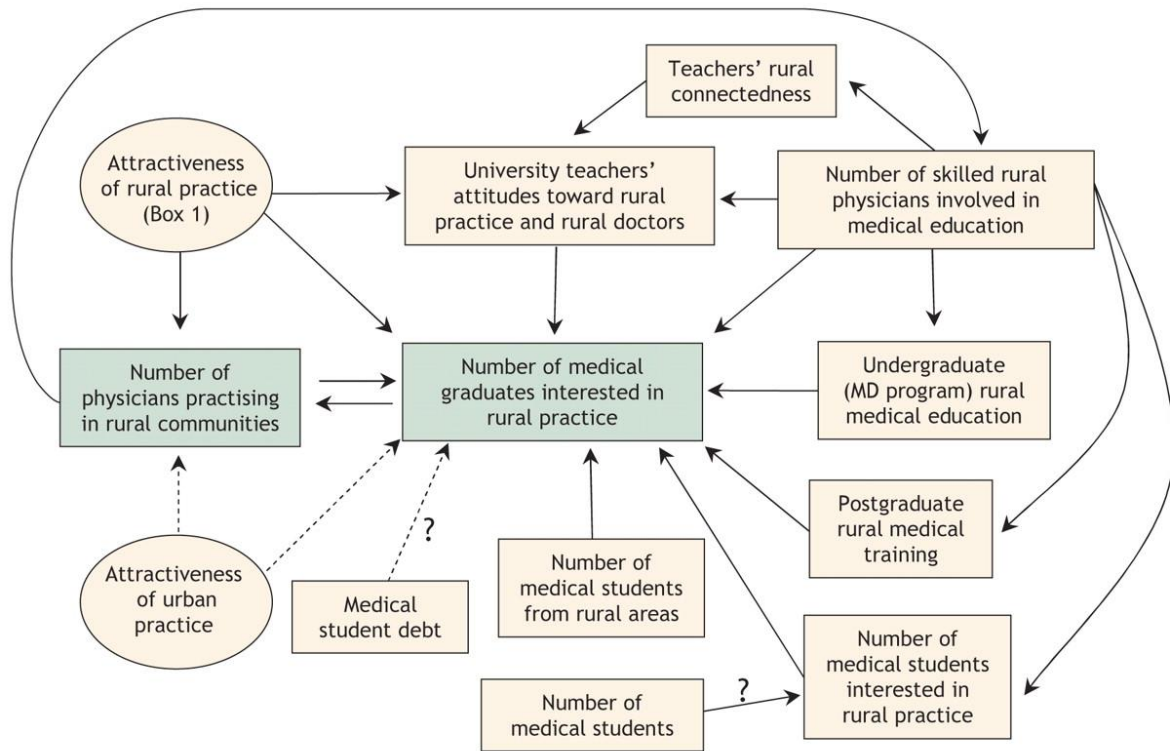 Teachers' rural
connectedness
Attractiveness
of rural practice
(Box 1)
University teachers'
attitudes toward rural
practice and rural doctors
Number of skilled rural
physicians involved in
medical education
Number of
physicians practising
in rural communities
Number of medical
graduates interested in
rural practice
Undergraduate
(MD program) rural
medical education
Attractiveness
of urban
practice
?
Medical
student debt
Number of
medical students
from rural areas
Postgraduate
rural medical
training
Number of
medical students
?
Number of
medical students
interested in
rural practice